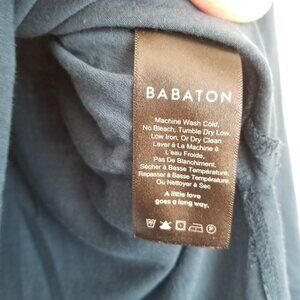 BABATON
Machine Wash Cold,
No Bleach, Tumble Dry Low,
Low Iron, Or Dry Clean
Laver à La Machine à
L'eau Froide,
Pas De Blanchiment,
Sécher à Basse Température,
Repasser à Basse Température,
Ou Nettoyer à Sec
A little love
goes a long way.